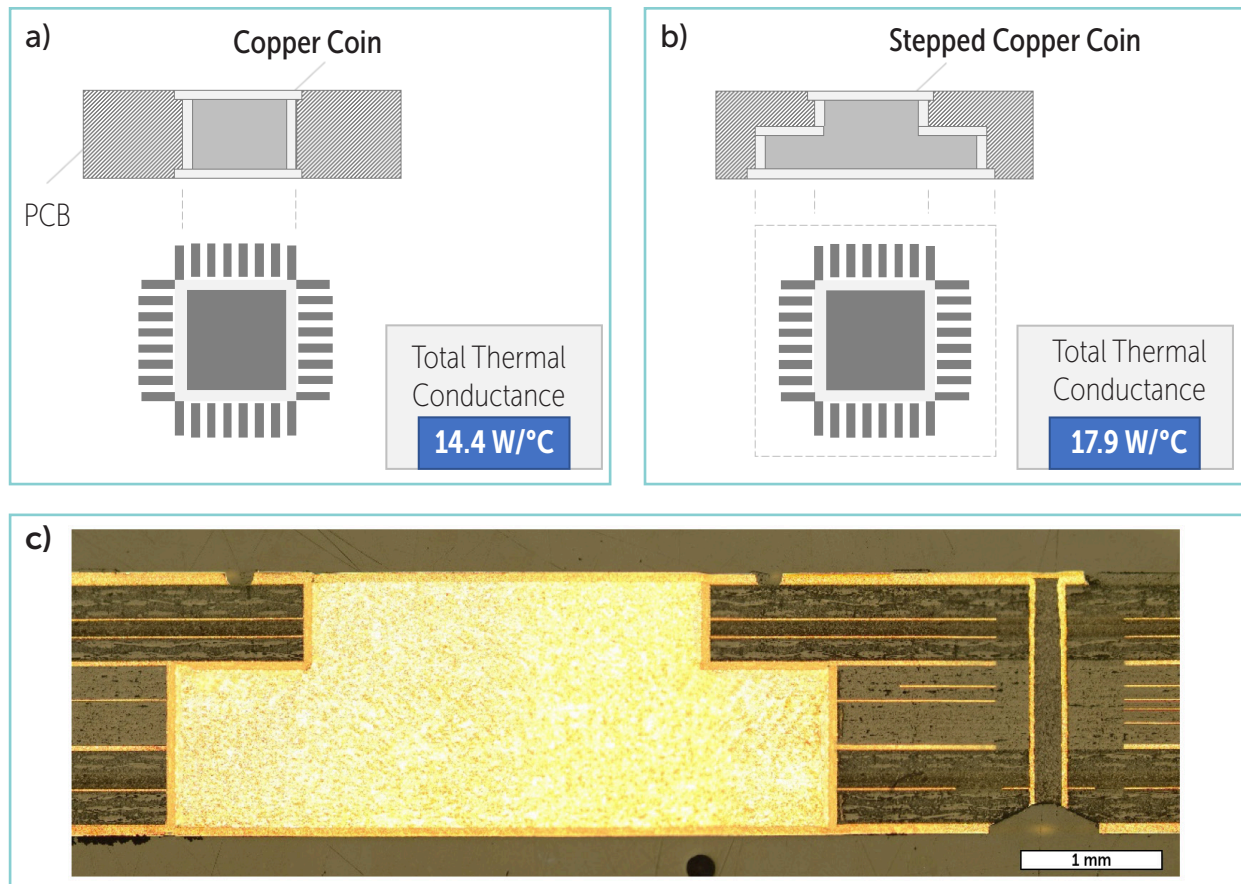 a)
Copper Coin
PCB
Total Thermal
Conductance
14.4 W/°C
b)
Stepped Copper Coin
Total Thermal
Conductance
17.9 W/°C
c)
1 mm